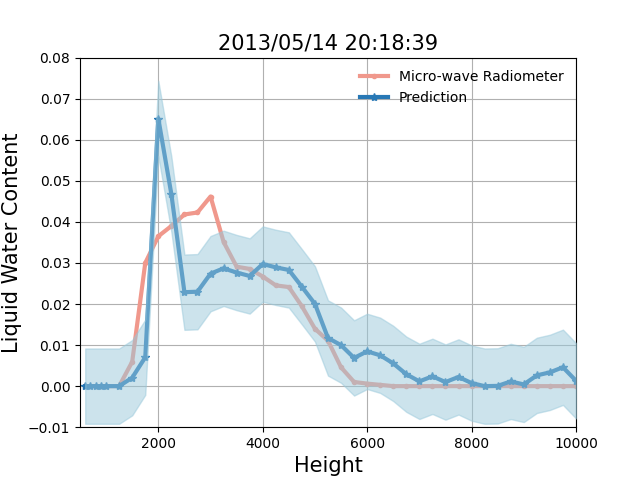 2013/05/14 20:18:39
0.08
0.07
0.06
0.05
0.04
0.03
0.02
0.01
0.00
−0.01
Liquid Water Content
Micro-wave Radiometer
Prediction
2000 4000 6000 8000 10000
Height